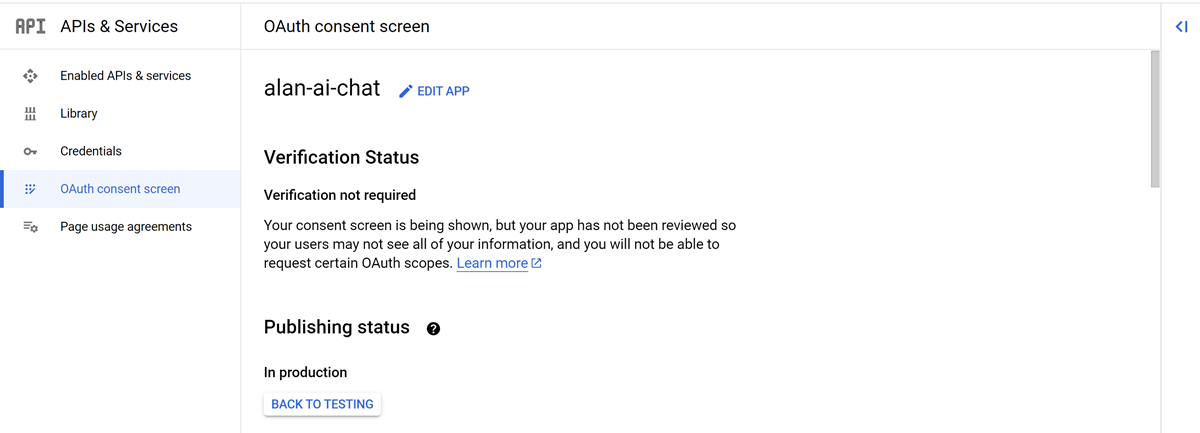 API APIs & Services
OAuth consent screen
Enabled APIs & services
Library
Credentials
OAuth consent screen
Page usage agreements
alan-ai-chat
EDIT APP
Verification Status
Verification not required
Your consent screen is being shown, but your app has not been reviewed so
your users may not see all of your information, and you will not be able to
request certain OAuth scopes. Learn more
Publishing status ?
In production
BACK TO TESTING